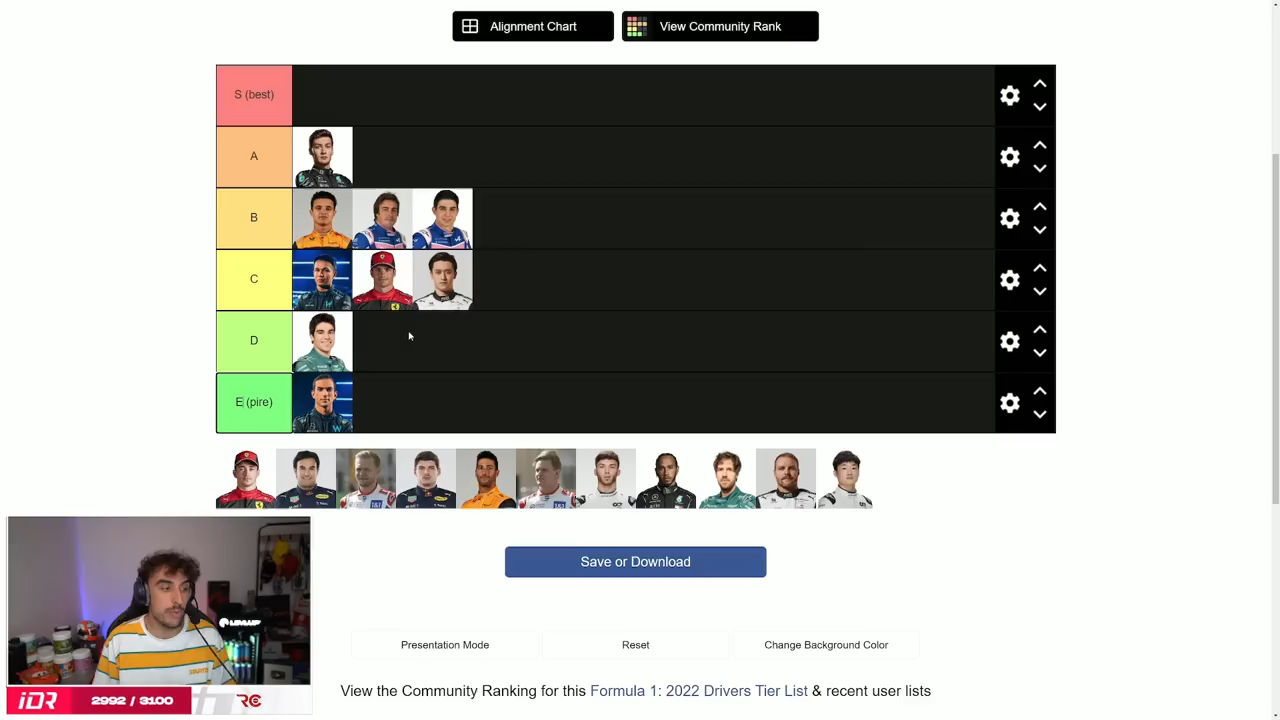 Alignment Chart
View Community Rank
S (best)
A
B
C
D
E (pire)
Save or Download
Presentation Mode
Reset
Change Background Color
View the Community Ranking for this Formula 1: 2022 Drivers Tier List & recent user lists
iDR
2992 / 3100